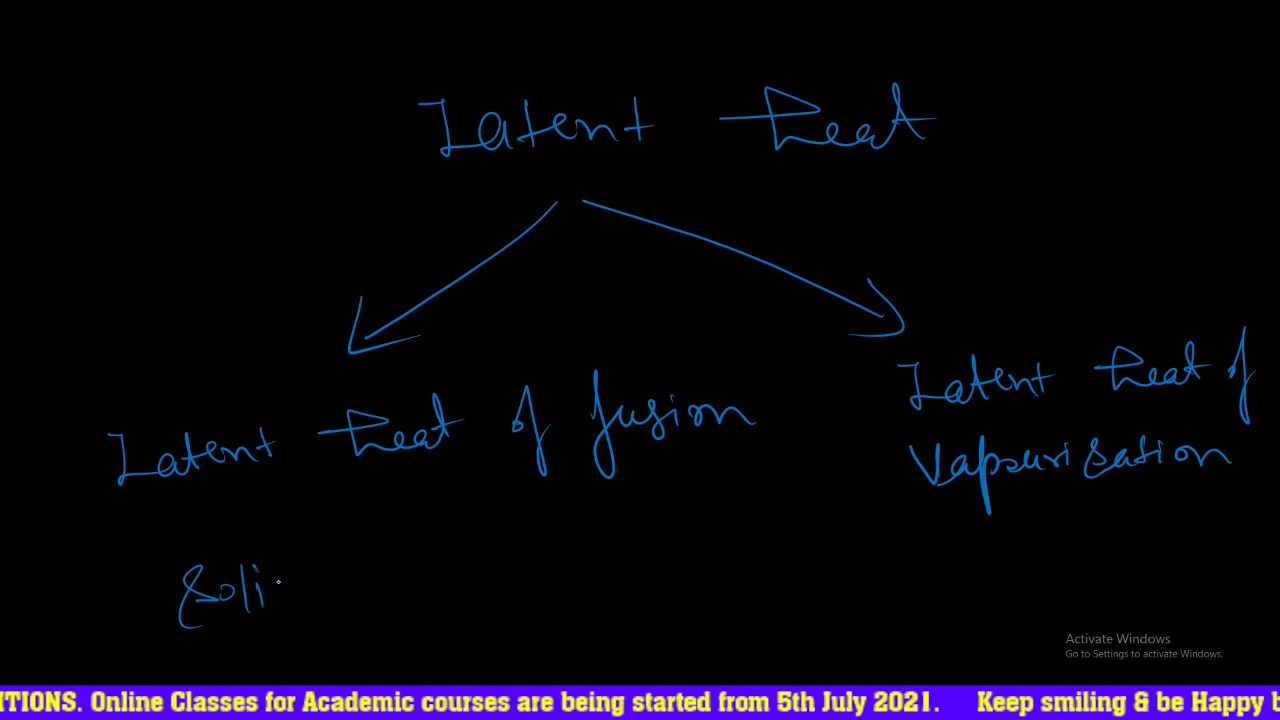 Latent heat
Latent heat of fusion
Latent heat of
Vapourisation
Soli
Activate Windows
Go to Settings to activate Windows.
ITIONS. Online Classes for Academic courses are being started from 5th July 2021. Keep smiling & be Happy b